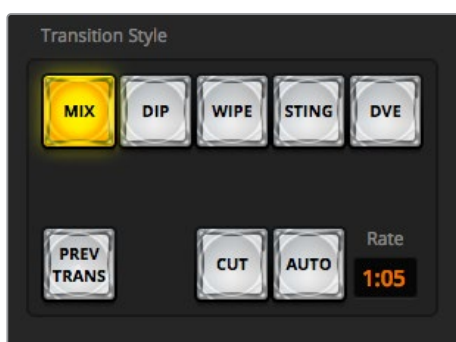 Transition Style
MIX DIP WIPE STING DVE
PREV
TRANS
CUT AUTO
Rate
1:05